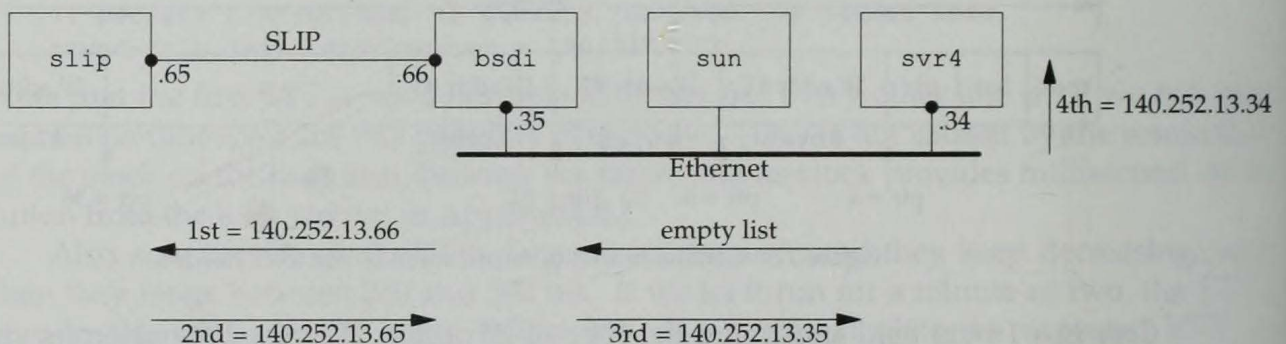 slip
SLIP
bsdi
sun
svr4
.65
.66
.35
.34
4th = 140.252.13.34
Ethernet
1st = 140.252.13.66
empty list
2nd = 140.252.13.65
3rd = 140.252.13.35